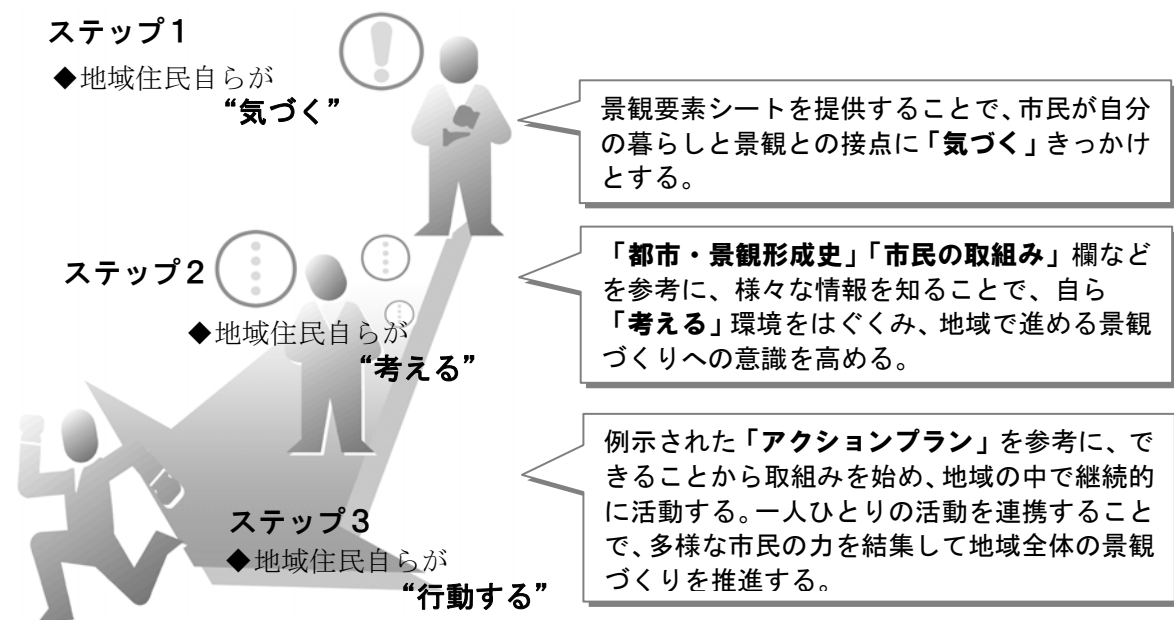 ステップ1
◆地域住民自らが
“気づく”
景観要素シートを提供することで、市民が自分
の暮らしと景観との接点に「気づく」きっかけ
とする。
ステップ2
◆地域住民自らが
“考える”
「都市・景観形成史」「市民の取組み」欄など
を参考に、様々な情報を知ることで、自ら
「考える」環境をはぐくみ、地域で進める景観
づくりへの意識を高める。
ステップ3
◆地域住民自らが
“行動する”
例示された「アクションプラン」を参考に、で
きることから取組みを始め、地域の中で継続的
に活動する。一人ひとりの活動を連携すること
で、多様な市民の力を結集して地域全体の景観
づくりを推進する。